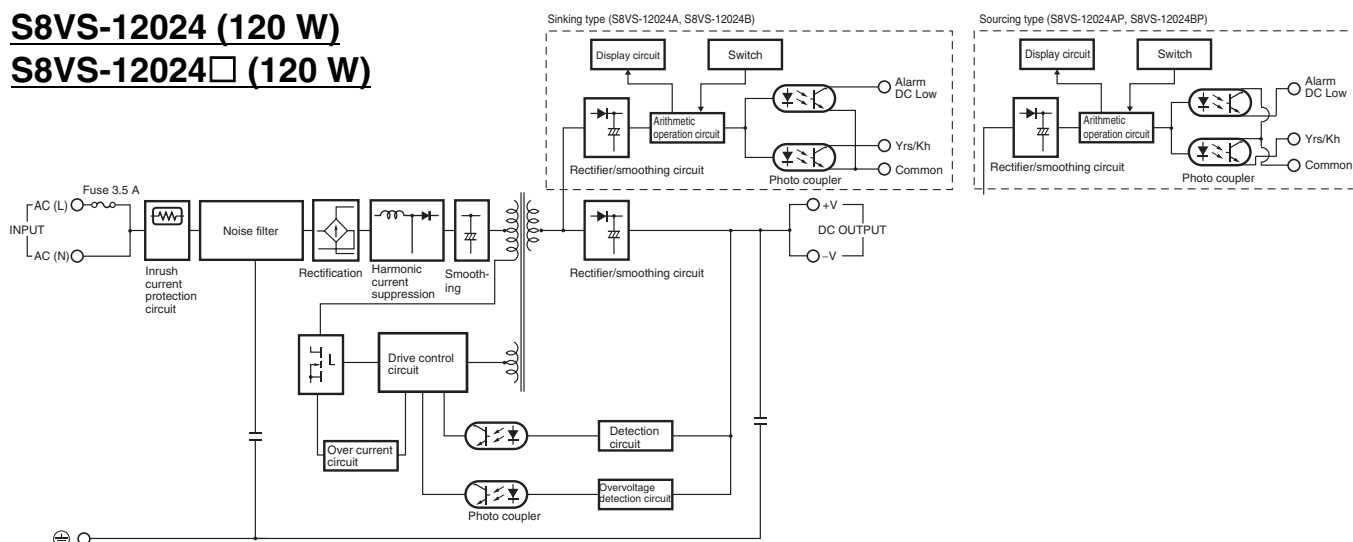 S8VS-12024 (120 W)
S8VS-12024□ (120 W)
Sinking type (S8VS-12024A, S8VS-12024B)
Display circuit
Switch
Alarm
DC Low
Arithmetic
operation circuit
Yrs/Kh
Rectifier/smoothing circuit
Photo coupler
Common
Sourcing type (S8VS-12024AP, S8VS-12024BP)
Display circuit
Switch
Alarm
DC Low
Arithmetic
operation circuit
Yrs/Kh
Rectifier/smoothing circuit
Common
Photo coupler
Fuse 3.5 A
AC (L)
INPUT
AC (N)
Noise filter
+V
DC OUTPUT
−V
Inrush
current
protection
circuit
Rectification
Harmonic
current
suppression
Smooth-
ing
Rectifier/smoothing circuit
Drive control
circuit
Over current
circuit
Detection
circuit
Overvoltage
detection circuit
Photo coupler